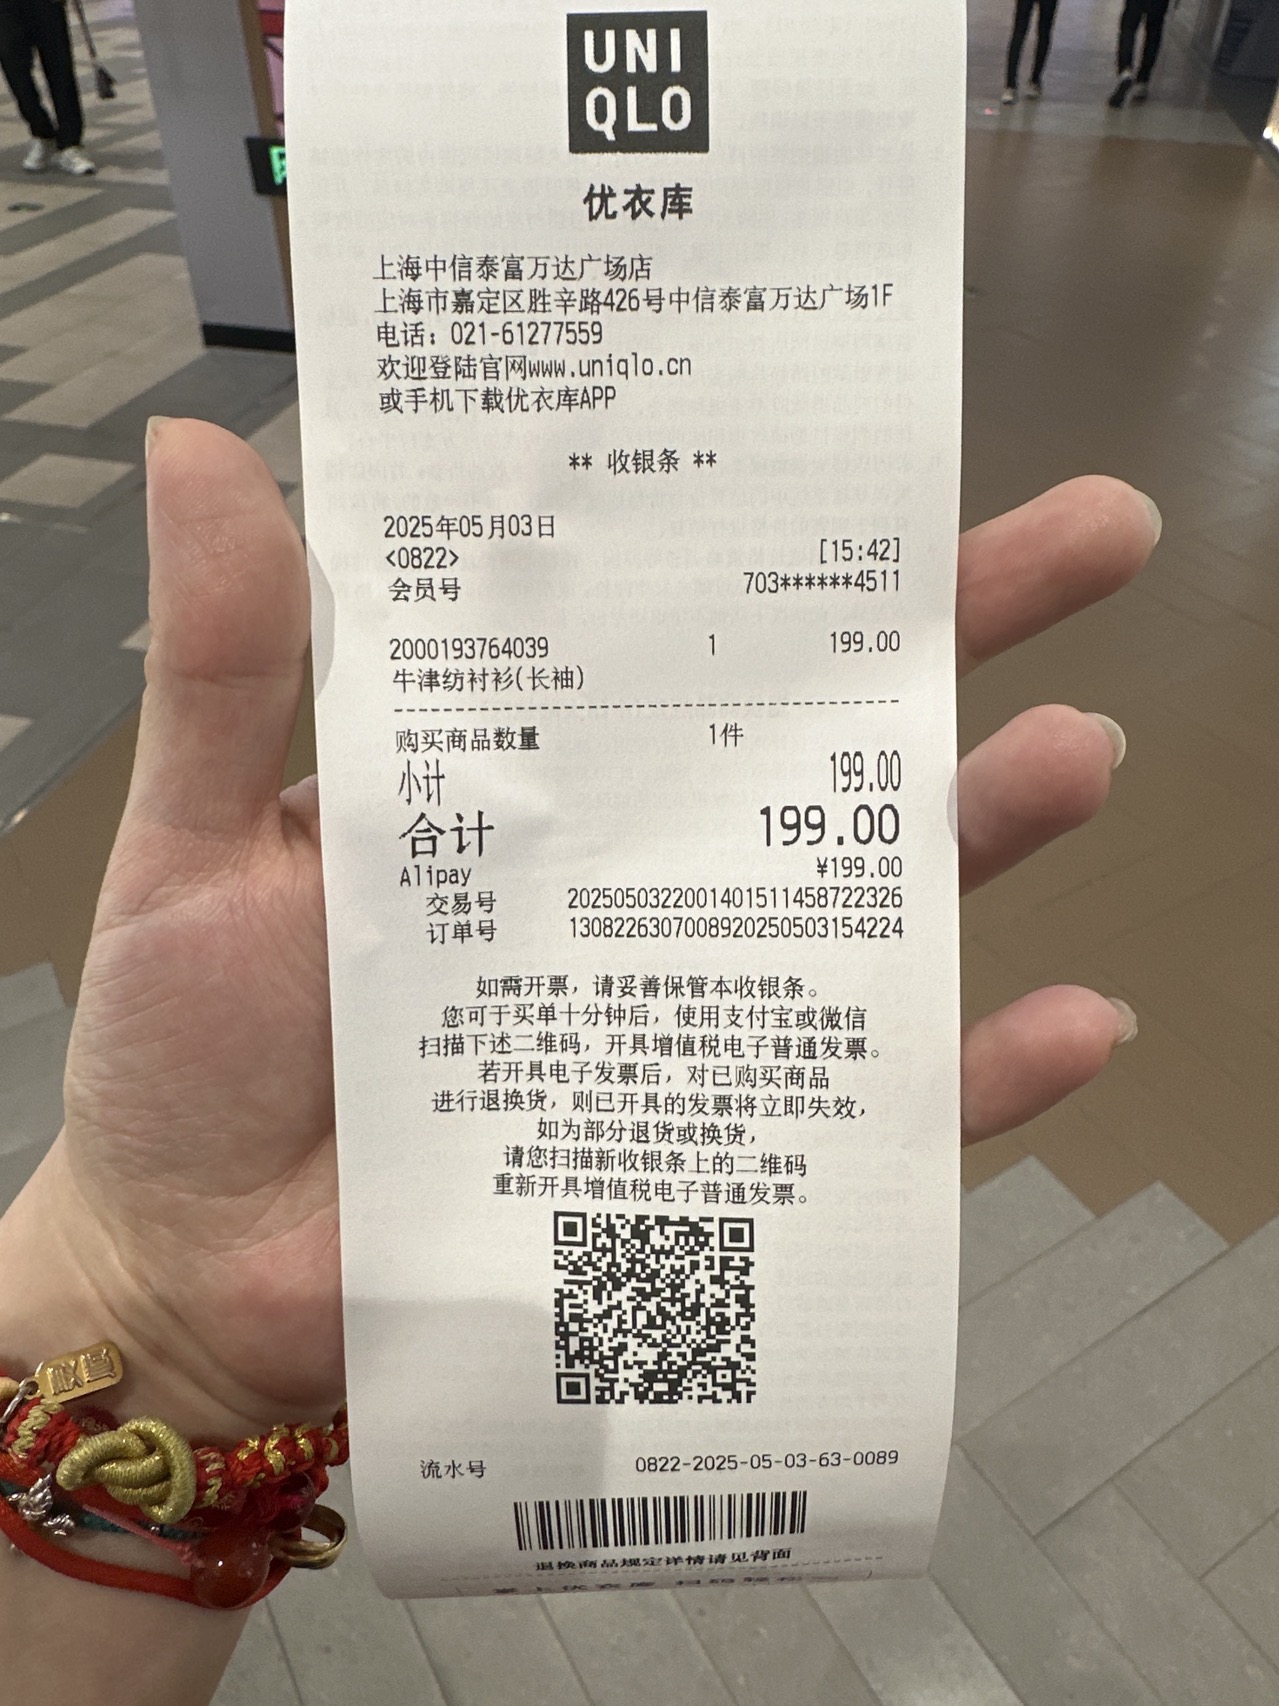 UNI
QLO
优衣库
上海中信泰富万达广场店
上海市嘉定区胜辛路426号中信泰富万达广场1F
电话：021-61277559
欢迎登陆官网www.uniqlo.cn
或手机下载优衣库APP
** 收银条 **
2025年05月03日
<0822> [15:42]
会员号 703******4511
2000193764039 1 199.00
牛津纺衬衫(长袖)
购买商品数量 1件
小计 199.00
合计 199.00
Alipay ¥199.00
交易号 2025050322001401511458722326
订单号 13082263070089202505031542​24
如需开票，请妥善保管本收银条。
您可于买单十分钟后，使用支付宝或微信
扫描下述二维码，开具增值税电子普通发票。
若开具电子发票后，对已购买商品
进行退换货，则已开具的发票将立即失效，
如为部分退货或换货，
请您扫描新收银条上的二维码
重新开具增值税电子普通发票。
流水号 0822-2025-05-03-63-0089
退换商品规定详情请见背面